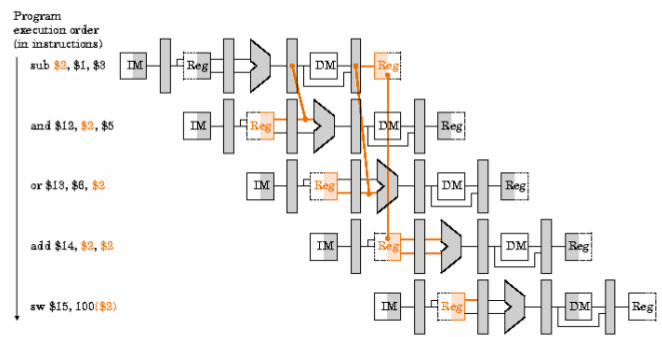 Program
execution order
(in instructions)
sub $2, $1, $3
IM
Reg
DM
Reg
and $12, $2, $5
IM
Reg
DM
Reg
or $13, $6, $2
IM
Reg
DM
Reg
add $14, $2, $2
IM
Reg
DM
Reg
sw $15, 100($2)
IM
Reg
DM
Reg